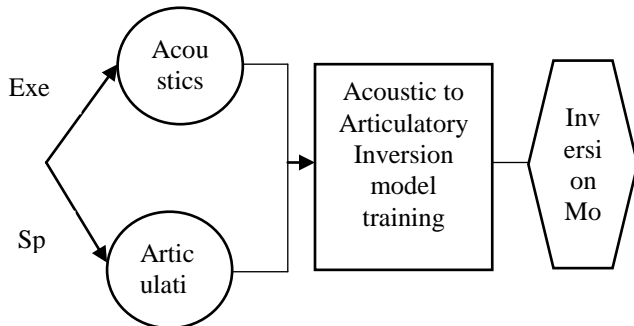 Exe
Sp
Acou
stics
Artic
ulati
Acoustic to
Articulatory
Inversion
model
training
Inv
ersi
on
Mo